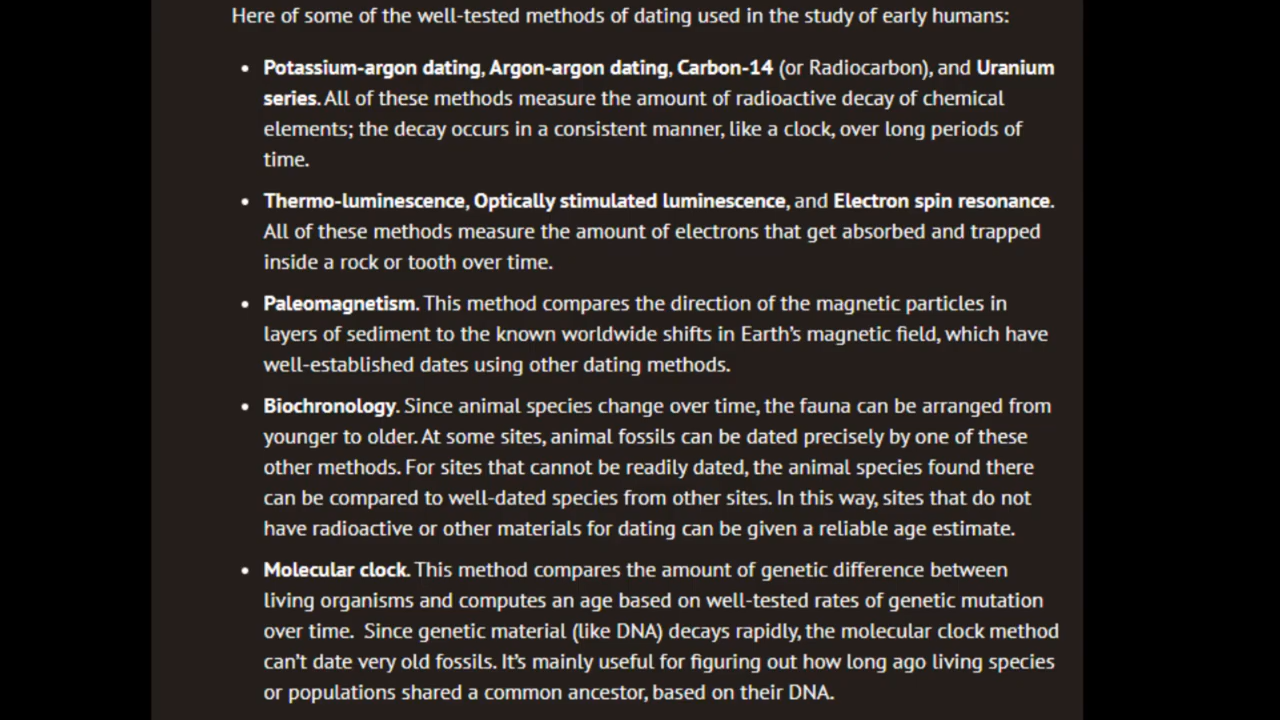 Here of some of the well-tested methods of dating used in the study of early humans:
• Potassium-argon dating, Argon-argon dating, Carbon-14 (or Radiocarbon), and Uranium
series. All of these methods measure the amount of radioactive decay of chemical
elements; the decay occurs in a consistent manner, like a clock, over long periods of
time.
• Thermo-luminescence, Optically stimulated luminescence, and Electron spin resonance.
All of these methods measure the amount of electrons that get absorbed and trapped
inside a rock or tooth over time.
• Paleomagnetism. This method compares the direction of the magnetic particles in
layers of sediment to the known worldwide shifts in Earth's magnetic field, which have
well-established dates using other dating methods.
• Biochronology. Since animal species change over time, the fauna can be arranged from
younger to older. At some sites, animal fossils can be dated precisely by one of these
other methods. For sites that cannot be readily dated, the animal species found there
can be compared to well-dated species from other sites. In this way, sites that do not
have radioactive or other materials for dating can be given a reliable age estimate.
• Molecular clock. This method compares the amount of genetic difference between
living organisms and computes an age based on well-tested rates of genetic mutation
over time.  Since genetic material (like DNA) decays rapidly, the molecular clock method
can't date very old fossils. It's mainly useful for figuring out how long ago living species
or populations shared a common ancestor, based on their DNA.